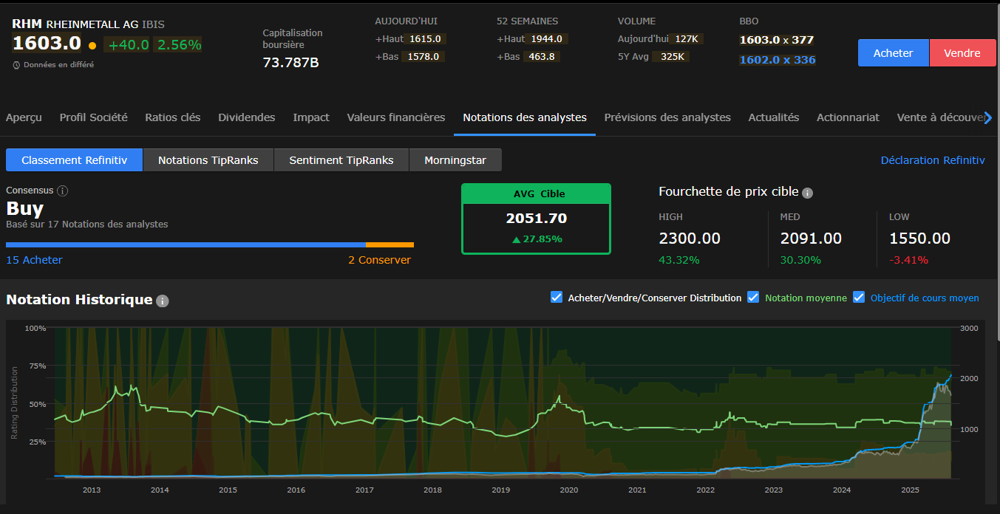 RHM RHEINMETALL AG IBIS
1603.0 +40.0 2.56%
Données en différé
Capitalisation
boursière
73.787B
AUJOURD'HUI
+Haut 1615.0
+Bas 1578.0
52 SEMAINES
+Haut 1944.0
+Bas 463.8
VOLUME
Aujourd'hui 127K
5Y Avg 325K
BBO
1603.0 x 377
1602.0 x 336
Acheter Vendre
Aperçu Profil Société Ratios clés Dividendes Impact Valeurs financières Notations des analystes Prévisions des analystes Actualités Actionnariat Vente à découver
Classement Refinitiv Notations TipRanks Sentiment TipRanks Morningstar Déclaration Refinitiv
Consensus
Buy
Basé sur 17 Notations des analystes
15 Acheter 2 Conserver
AVG Cible
2051.70
27.85%
Fourchette de prix cible
HIGH MED LOW
2300.00 2091.00 1550.00
43.32% 30.30% -3.41%
Notation Historique
Acheter/Vendre/Conserver Distribution Notation moyenne Objectif de cours moyen
Rating Distribution
100% 3000
75%
2000
50%
1000
25%
2013 2014 2015 2016 2017 2018 2019 2020 2021 2022 2023 2024 2025